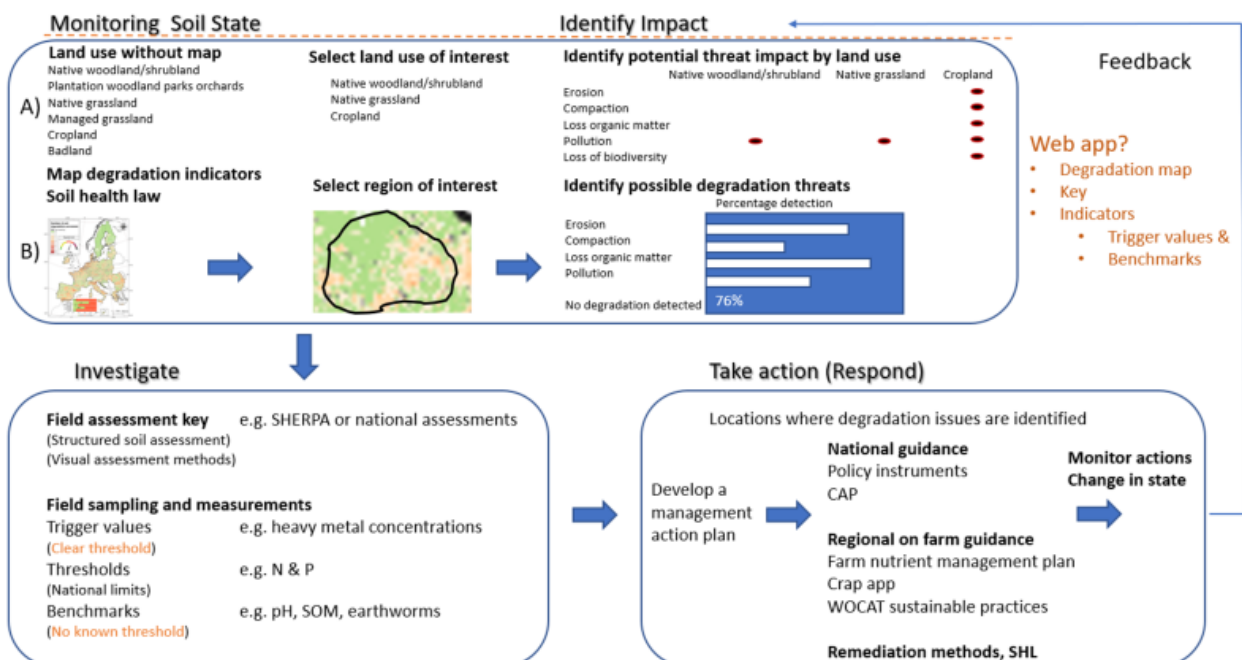 Monitoring Soil State
Identify Impact
Feedback
A)
Land use without map
Native woodland/shrubland
Plantation woodland parks orchards
Native grassland
Managed grassland
Cropland
Badland
Select land use of interest
Native woodland/shrubland
Native grassland
Cropland
Identify potential threat impact by land use
Native woodland/shrubland Native grassland Cropland
Erosion
Compaction
Loss organic matter
Pollution
Loss of biodiversity
B)
Map degradation indicators
Soil health law
Select region of interest
Identify possible degradation threats
Percentage detection
Erosion
Compaction
Loss organic matter
Pollution
No degradation detected 76%
Web app?
• Degradation map
• Key
• Indicators
• Trigger values &
• Benchmarks
Investigate
Field assessment key e.g. SHERPA or national assessments
(Structured soil assessment)
(Visual assessment methods)
Field sampling and measurements
Trigger values e.g. heavy metal concentrations
(Clear threshold)
Thresholds e.g. N & P
(National limits)
Benchmarks e.g. pH, SOM, earthworms
(No known threshold)
Take action (Respond)
Locations where degradation issues are identified
Develop a
management
action plan
National guidance
Policy instruments
CAP
Regional on farm guidance
Farm nutrient management plan
Crap app
WOCAT sustainable practices
Remediation methods, SHL
Monitor actions
Change in state